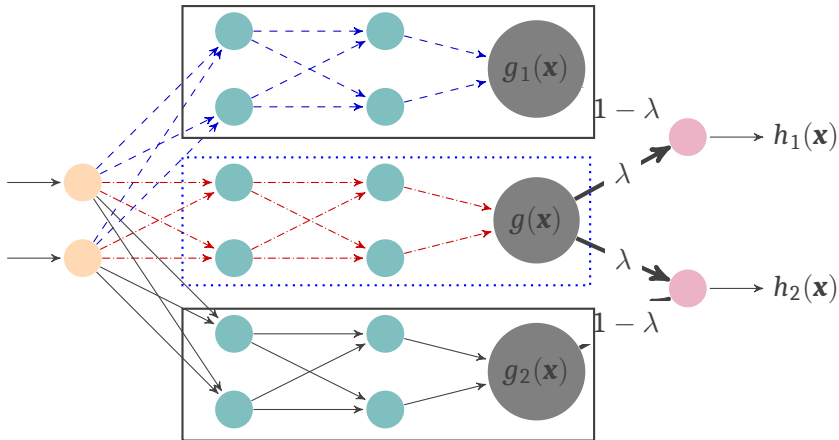 g₁(𝐱)
1 − λ
h₁(𝐱)
λ
g(𝐱)
λ
h₂(𝐱)
1 − λ
g₂(𝐱)